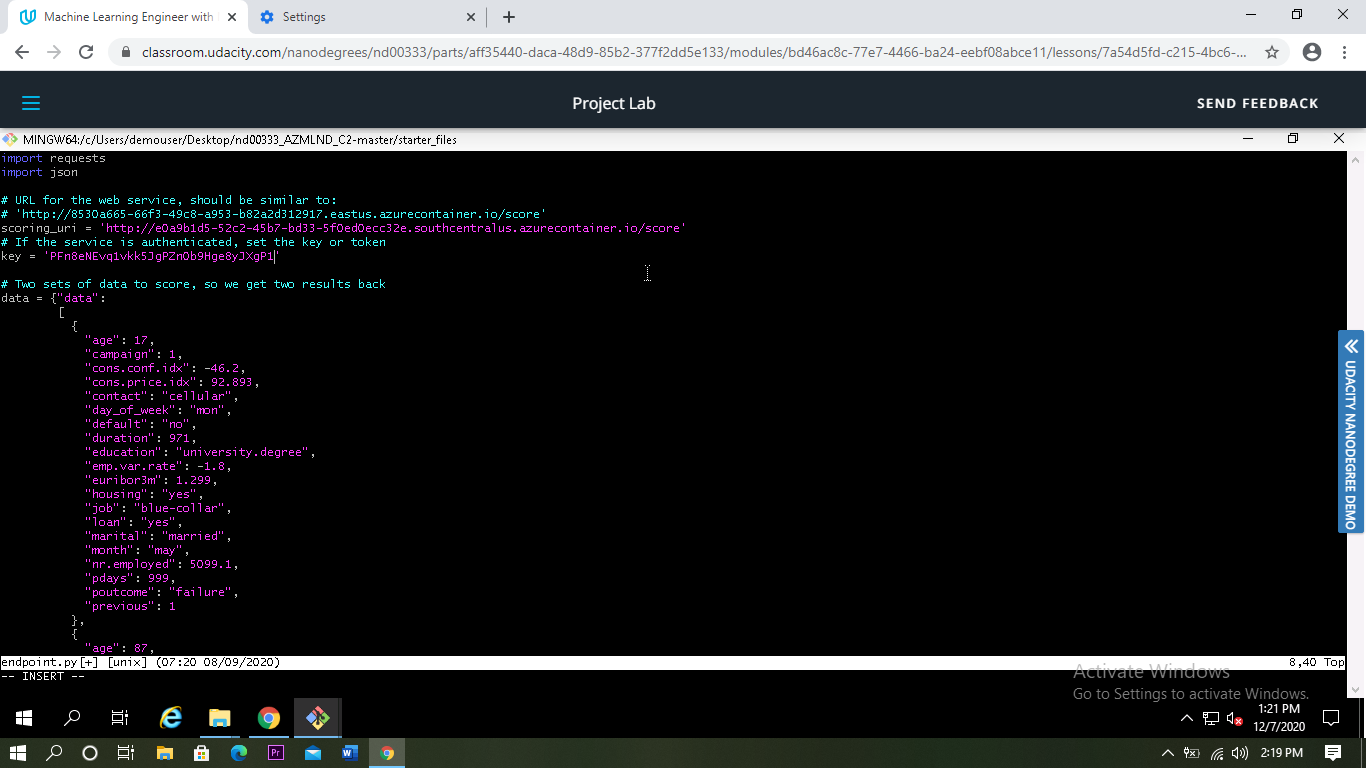 Machine Learning Engineer with
Settings
classroom.udacity.com/nanodegrees/nd00333/parts/aff35440-daca-48d9-85b2-377f2dd5e133/modules/bd46ac8c-77e7-4466-ba24-eebf08abce11/lessons/7a54d5fd-c215-4bc6-...
Project Lab
SEND FEEDBACK
MINGW64:/c/Users/demouser/Desktop/nd00333_AZMLND_C2-master/starter_files
import requests
import json
# URL for the web service, should be similar to:
# 'http://8530a665-66f3-49c8-a953-b82a2d312917.eastus.azurecontainer.io/score'
scoring_uri = 'http://e0a9b1d5-52c2-45b7-bd33-5f0ed0ecc32e.southcentralus.azurecontainer.io/score'
# If the service is authenticated, set the key or token
key = 'PFn8eNEvq1vkk5JgPZnOb9Hge8yJXgP1'
# Two sets of data to score, so we get two results back
data = {"data":
[
{
"age": 17,
"campaign": 1,
"cons.conf.idx": -46.2,
"cons.price.idx": 92.893,
"contact": "cellular",
"day_of_week": "mon",
"default": "no",
"duration": 971,
"education": "university.degree",
"emp.var.rate": -1.8,
"euribor3m": 1.299,
"housing": "yes",
"job": "blue-collar",
"loan": "yes",
"marital": "married",
"month": "may",
"nr.employed": 5099.1,
"pdays": 999,
"poutcome": "failure",
"previous": 1
},
{
"age": 87,
endpoint.py[+] [unix] (07:20 08/09/2020) 8,40 Top
-- INSERT --
UDACITY NANODEGREE DEMO
Activate Windows
Go to Settings to activate Windows.
1:21 PM
12/7/2020
Pr
W
2:19 PM